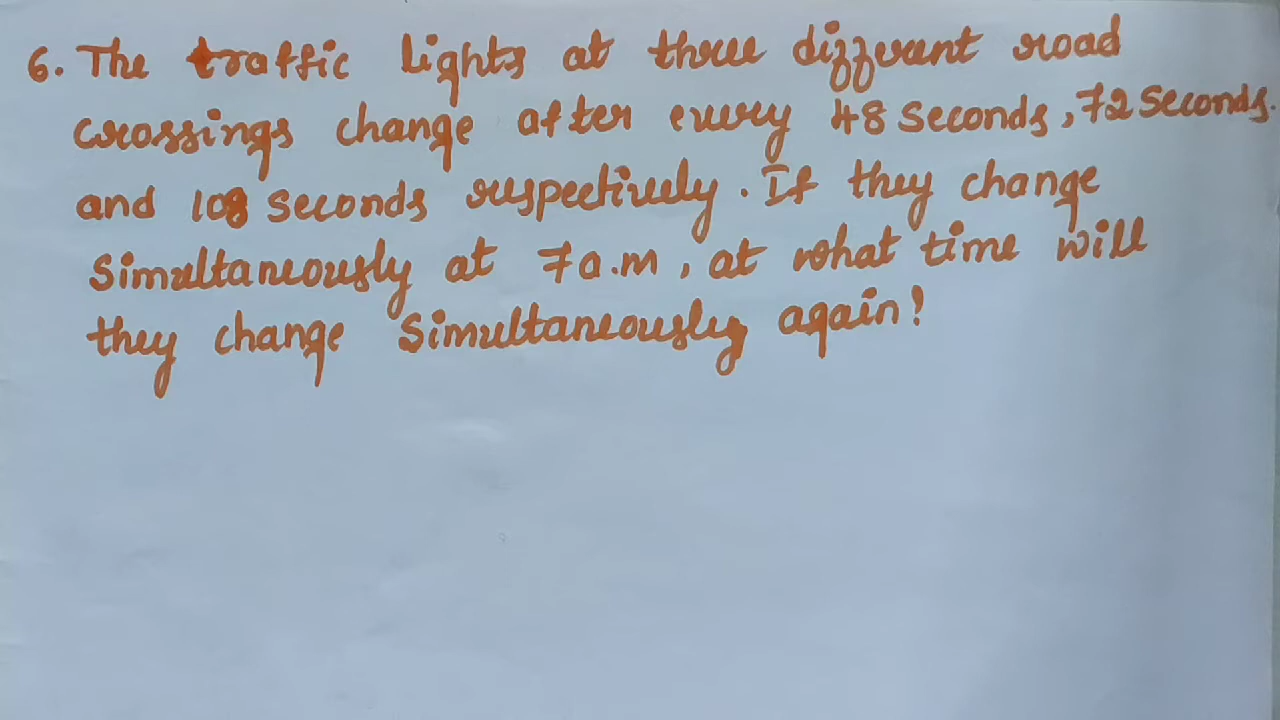 6. The traffic lights at three different road
crossings change after every 48 seconds, 72 seconds.
and 108 seconds respectively. If they change
simultaneously at 7 a.m, at what time will
they change simultaneously again?